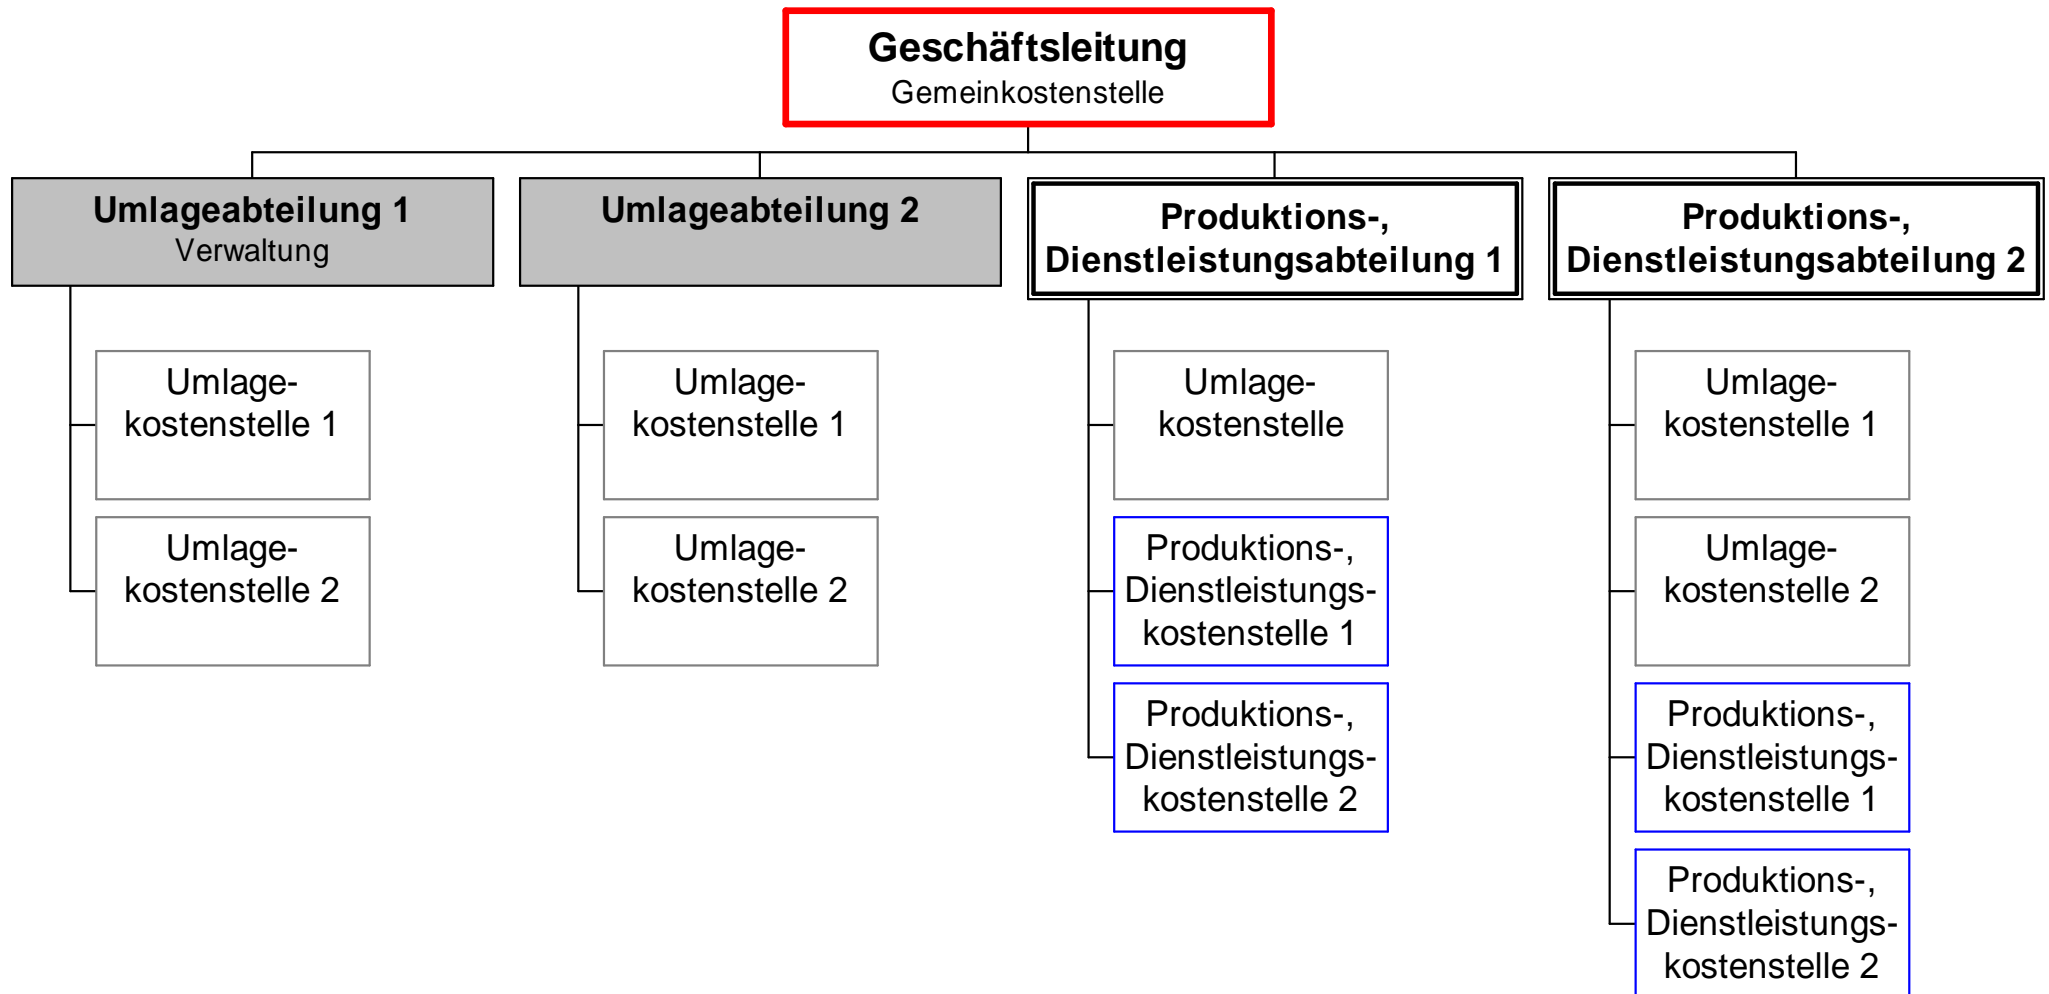 Geschäftsleitung
Gemeinkostenstelle
Umlageabteilung 1
Verwaltung
Umlageabteilung 2
Produktions-,
Dienstleistungsabteilung 1
Produktions-,
Dienstleistungsabteilung 2
Umlage-
kostenstelle 1
Umlage-
kostenstelle 2
Umlage-
kostenstelle 1
Umlage-
kostenstelle 2
Umlage-
kostenstelle
Produktions-,
Dienstleistungs-
kostenstelle 1
Produktions-,
Dienstleistungs-
kostenstelle 2
Umlage-
kostenstelle 1
Umlage-
kostenstelle 2
Produktions-,
Dienstleistungs-
kostenstelle 1
Produktions-,
Dienstleistungs-
kostenstelle 2